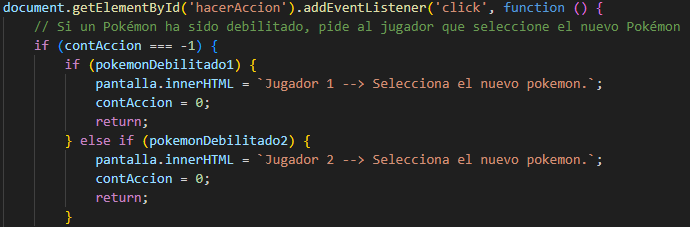 document.getElementById('hacerAccion').addEventListener('click', function () {
    // Si un Pokémon ha sido debilitado, pide al jugador que seleccione el nuevo Pokémon
    if (contAccion === -1) {
        if (pokemonDebilitado1) {
            pantalla.innerHTML = `Jugador 1 --> Selecciona el nuevo pokemon.`;
            contAccion = 0;
            return;
        } else if (pokemonDebilitado2) {
            pantalla.innerHTML = `Jugador 2 --> Selecciona el nuevo pokemon.`;
            contAccion = 0;
            return;
        }